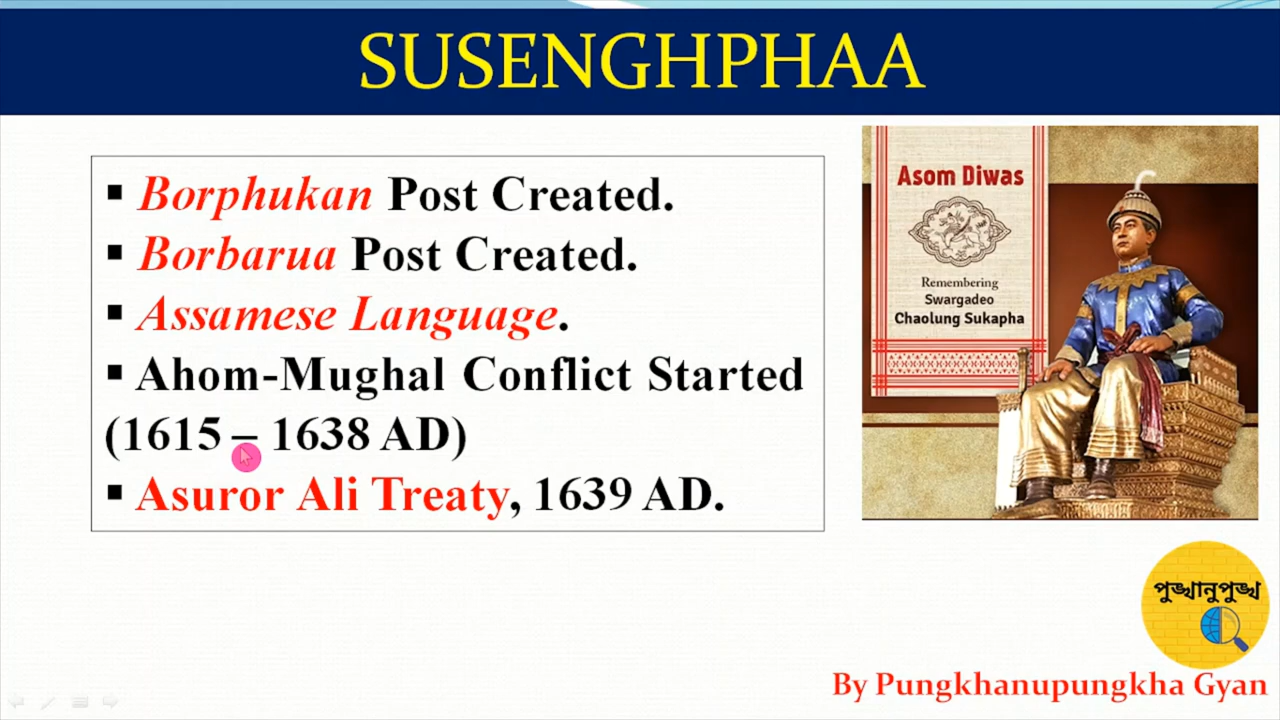 SUSENGHPHAA
▪ Borphukan Post Created.
▪ Borbarua Post Created.
▪ Assamese Language.
▪ Ahom-Mughal Conflict Started
(1615 – 1638 AD)
▪ Asuror Ali Treaty, 1639 AD.
Asom Diwas
Remembering
Swargadeo
Chaolung Sukapha
পুঙ্খানুপুঙ্খ
By Pungkhanupungkha Gyan